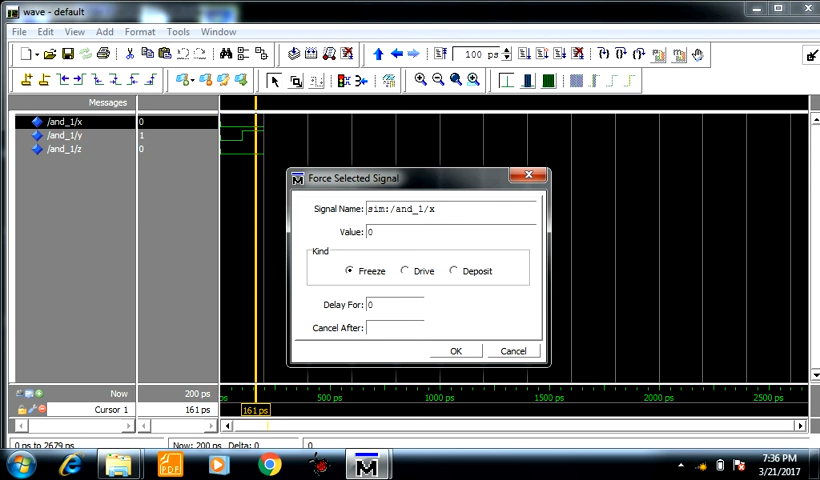 wave - default
File Edit View Add Format Tools Window
100 ps
Messages
/and_1/x 0
/and_1/y 1
/and_1/z 0
Force Selected Signal
Signal Name: sim:/and_1/x
Value: 0
Kind
Freeze Drive Deposit
Delay For: 0
Cancel After:
OK Cancel
Now 200 ps
ps 500 ps 1000 ps 1500 ps 2000 ps 2500 ps
Cursor 1 161 ps 161 ps
0 ps to 2679 ps Now: 200 ps Delta: 0 0
PDF
M
7:36 PM
3/21/2017